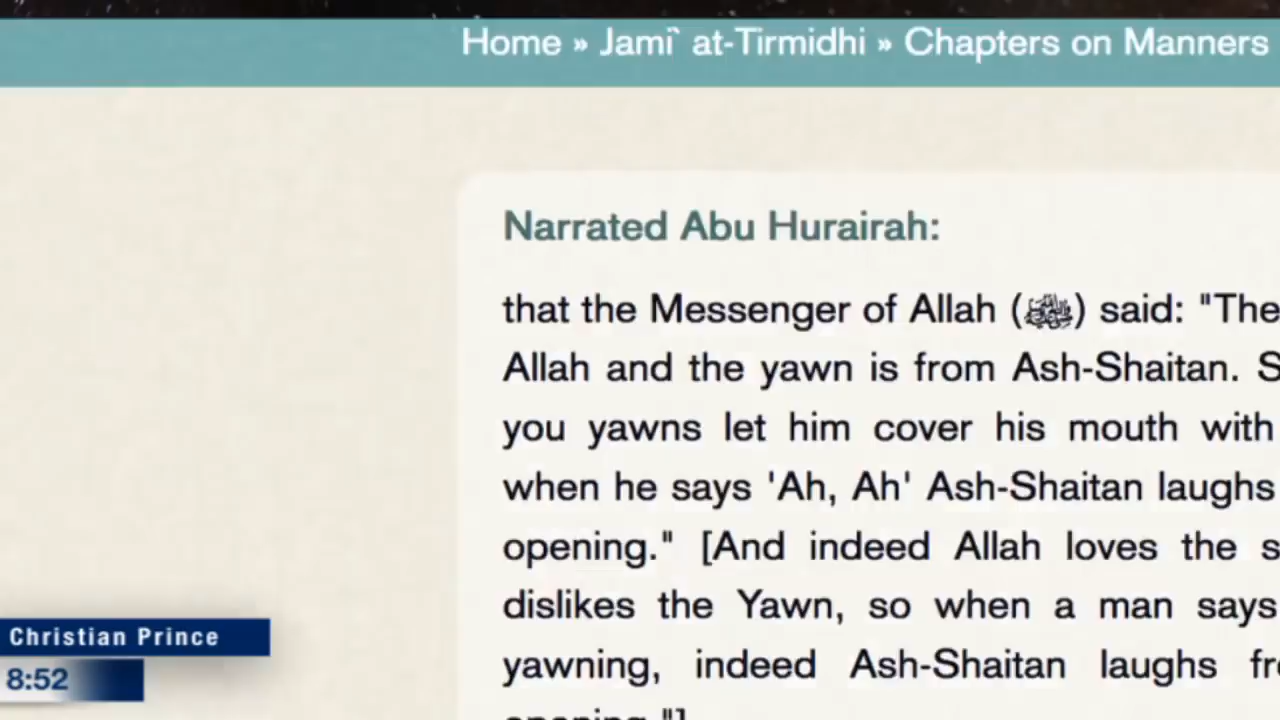 Home » Jami` at-Tirmidhi » Chapters on Manners
Narrated Abu Hurairah:
that the Messenger of Allah (ﷺ) said: "The
Allah and the yawn is from Ash-Shaitan. S
you yawns let him cover his mouth with
when he says 'Ah, Ah' Ash-Shaitan laughs
opening." [And indeed Allah loves the s
dislikes the Yawn, so when a man says
yawning, indeed Ash-Shaitan laughs fr
opening."]
Christian Prince
8:52